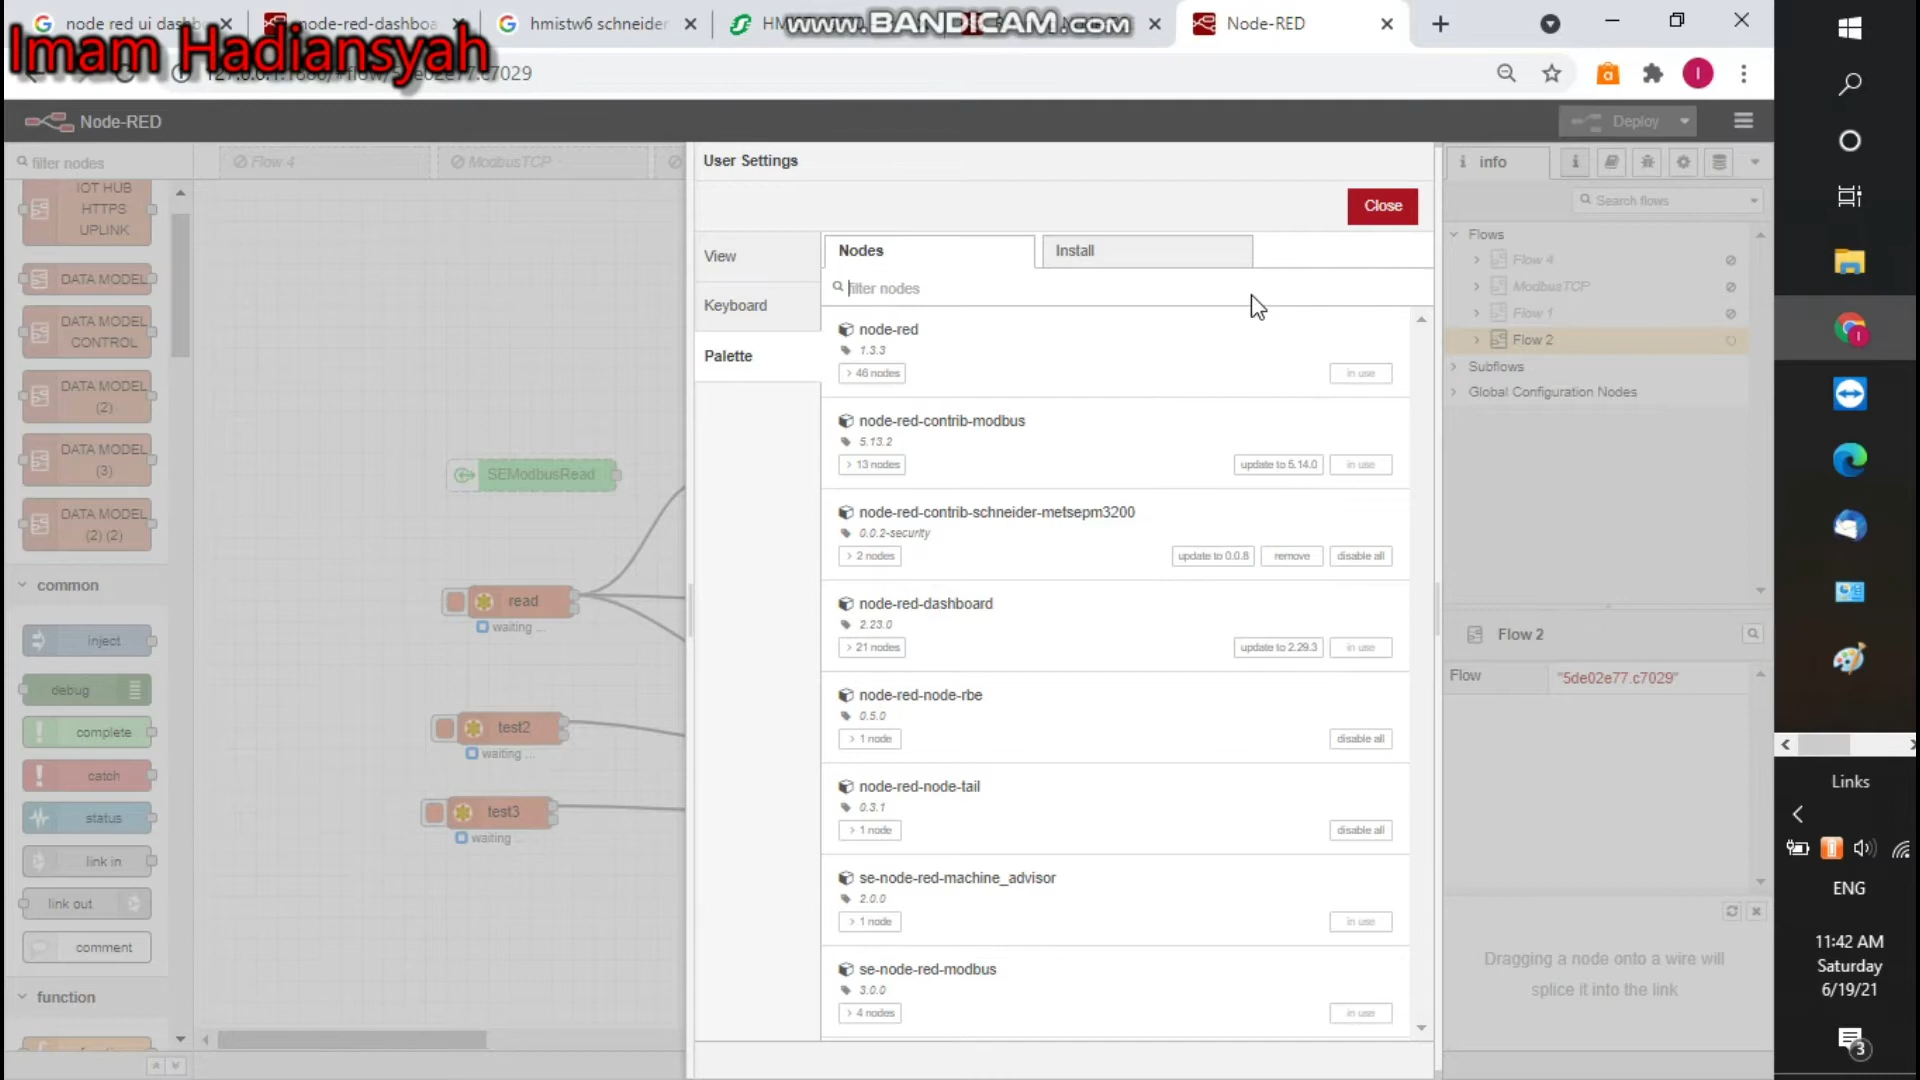 node red ui dashb
node-red-dashboa
hmistw6 schneider
www.BANDICAM.com
Node-RED
Imam Hadiansyah
Node-RED
Deploy
filter nodes
Flow 4
ModbusTCP
User Settings
info
Search flows
Close
IOT HUB
HTTPS
UPLINK
DATA MODEL
DATA MODEL
CONTROL
DATA MODEL
(2)
DATA MODEL
(3)
DATA MODEL
(2) (2)
common
inject
debug
complete
catch
status
link in
link out
comment
function
SEModbusRead
read
waiting ...
test2
waiting ...
test3
waiting
View
Keyboard
Palette
Nodes
Install
filter nodes
node-red
1.3.3
46 nodes
in use
node-red-contrib-modbus
5.13.2
13 nodes
update to 5.14.0
in use
node-red-contrib-schneider-metsepm3200
0.0.2-security
2 nodes
update to 0.0.8
remove
disable all
node-red-dashboard
2.23.0
21 nodes
update to 2.29.3
in use
node-red-node-rbe
0.5.0
1 node
disable all
node-red-node-tail
0.3.1
1 node
disable all
se-node-red-machine_advisor
2.0.0
1 node
in use
se-node-red-modbus
3.0.0
4 nodes
in use
Flows
Flow 4
ModbusTCP
Flow 1
Flow 2
Subflows
Global Configuration Nodes
Flow 2
Flow
"5de02e77.c7029"
Dragging a node onto a wire will
splice it into the link
Links
ENG
11:42 AM
Saturday
6/19/21
3